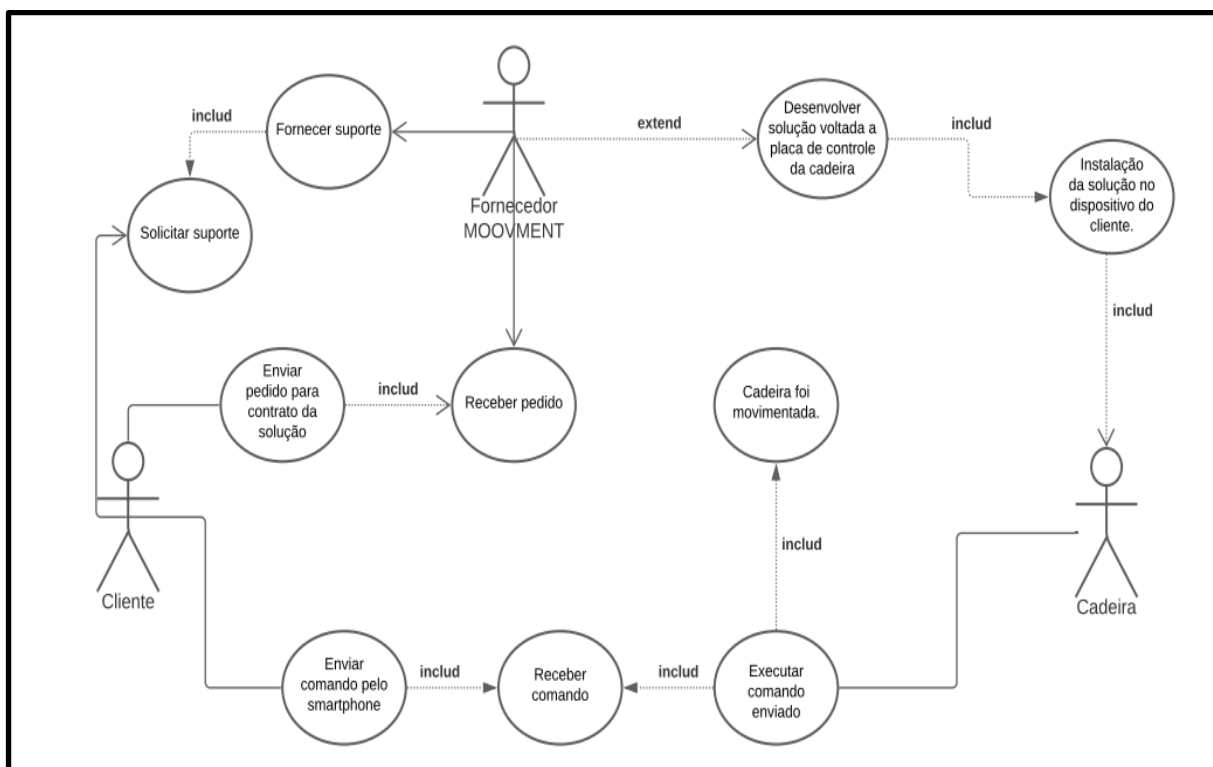 includ
Fornecer suporte
Solicitar suporte
Fornecedor
MOOVMENT
extend
Desenvolver
solução voltada a
placa de controle
da cadeira
includ
Instalação
da solução no
dispositivo do
cliente.
includ
Enviar
pedido para
contrato da
solução
includ
Receber pedido
Cadeira foi
movimentada.
includ
Cliente
Cadeira
Enviar
comando pelo
smartphone
includ
Receber
comando
includ
Executar
comando
enviado